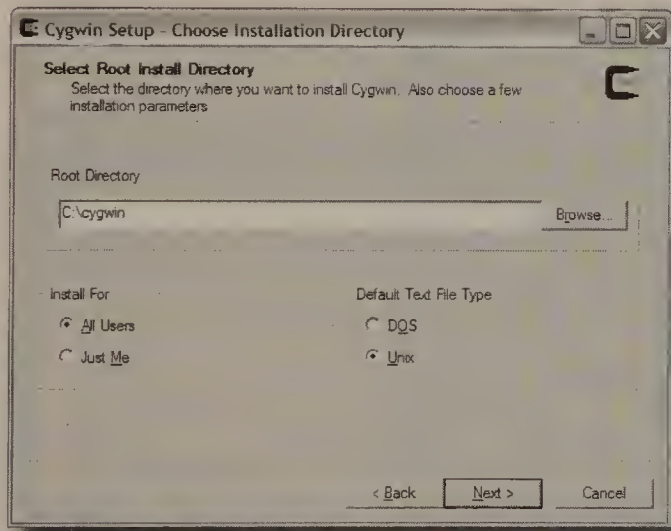 Cygwin Setup - Choose Installation Directory
Select Root Install Directory
Select the directory where you want to install Cygwin. Also choose a few
installation parameters
Root Directory
C:\cygwin
Browse...
Install For
Default Text File Type
All Users
DOS
Just Me
Unix
< Back
Next >
Cancel